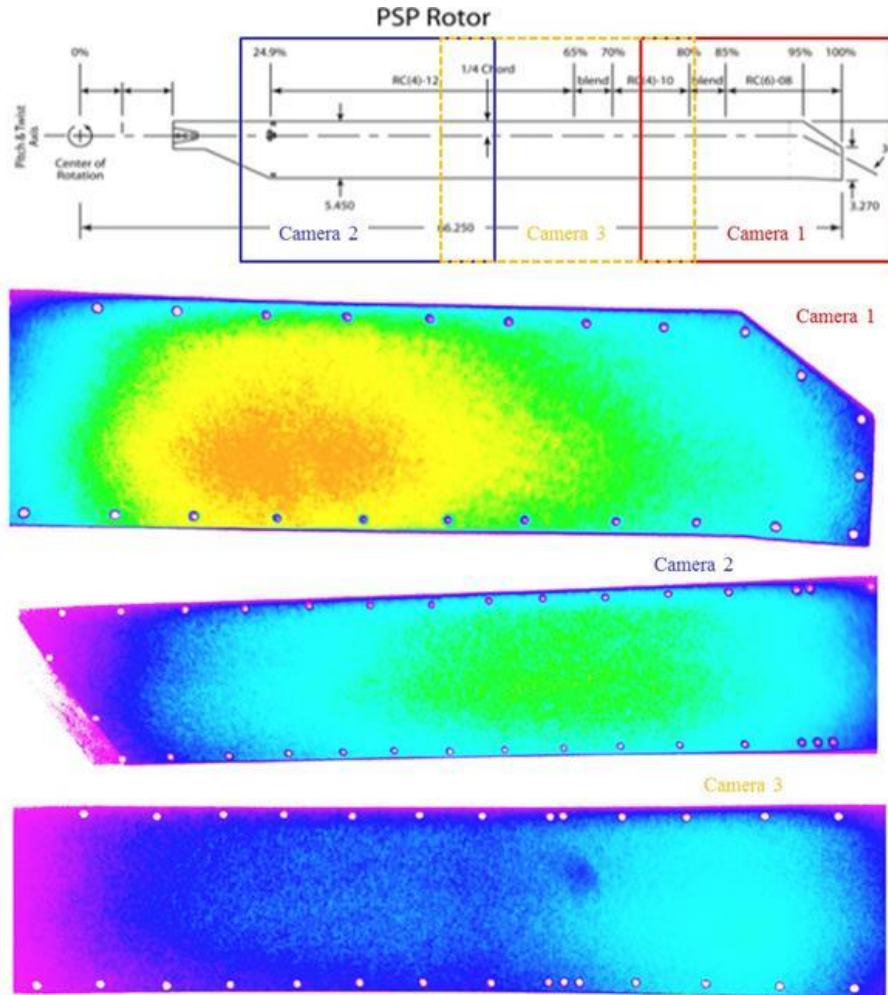 PSP Rotor
0% 24.9% 65% 70% 80% 85% 95% 100%
1/4 Chord
RC(4)-12 blend RC(4)-10 blend RC(6)-08
Pitch & Twist
Axis
Center of
Rotation
5.450 3.270
Camera 2 Camera 3 Camera 1
Camera 1
Camera 2
Camera 3